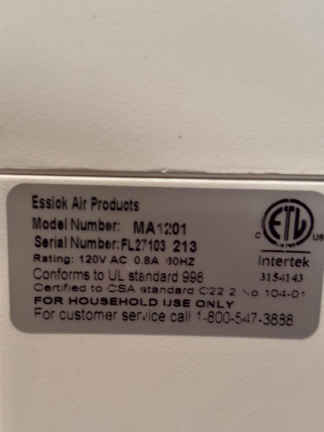 Essick Air Products
Model Number: MA1201
Serial Number:FL27103 213
Rating: 120V AC 0.8A 60HZ
Conforms to UL standard 998
Certified to CSA standard C22 2 No 104-01
FOR HOUSEHOLD USE ONLY
For customer service call 1-800-547-3888
C ETL US
Intertek
3154143